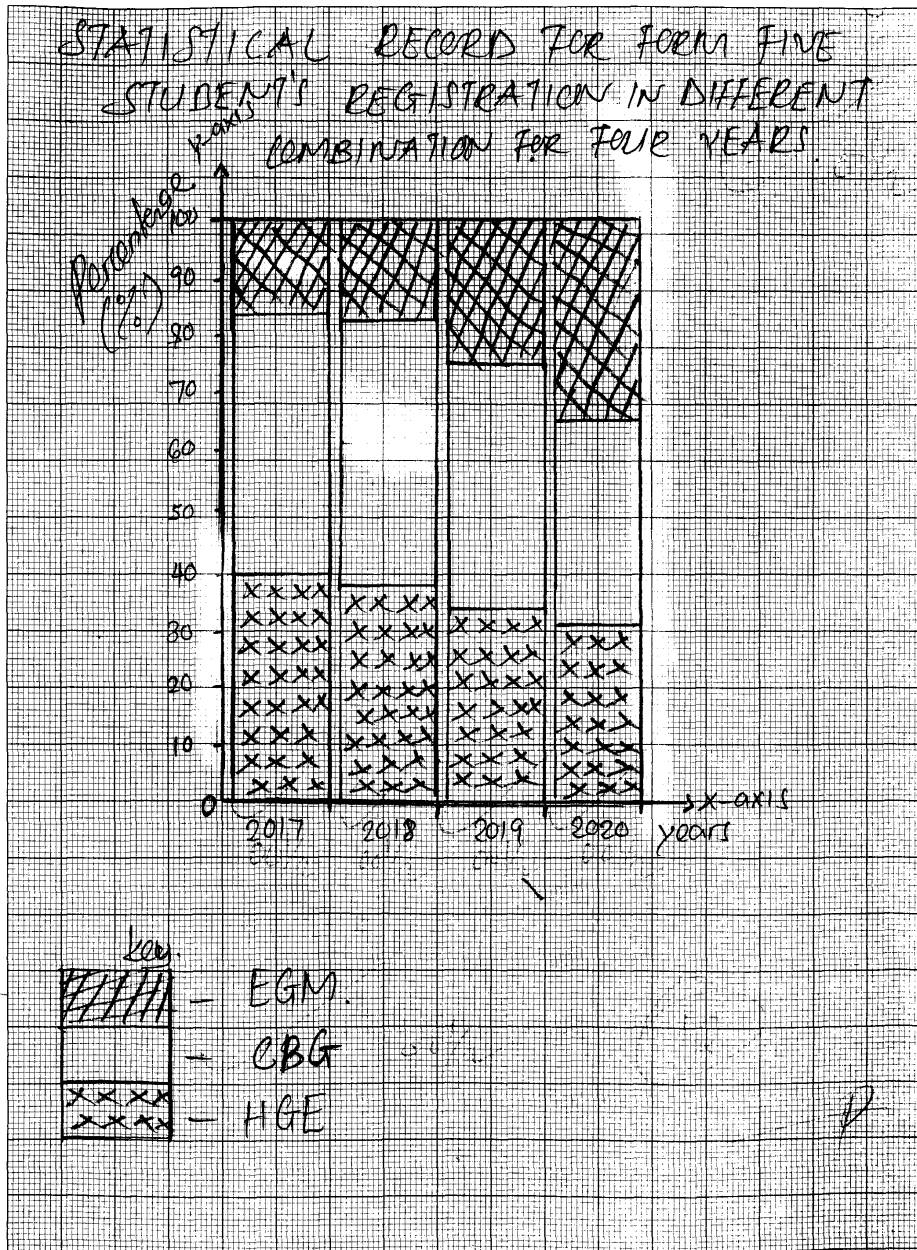 STATISTICAL RECORD FOR FORM FIVE
STUDENT'S REGISTRATION IN DIFFERENT
COMBINATION FOR FOUR YEARS.
y-axis
Percentage
(%)
100
90
80
70
60
50
40
30
20
10
0
2017 2018 2019 2020
x-axis
years
key.
- EGM.
- CBG
- HGE